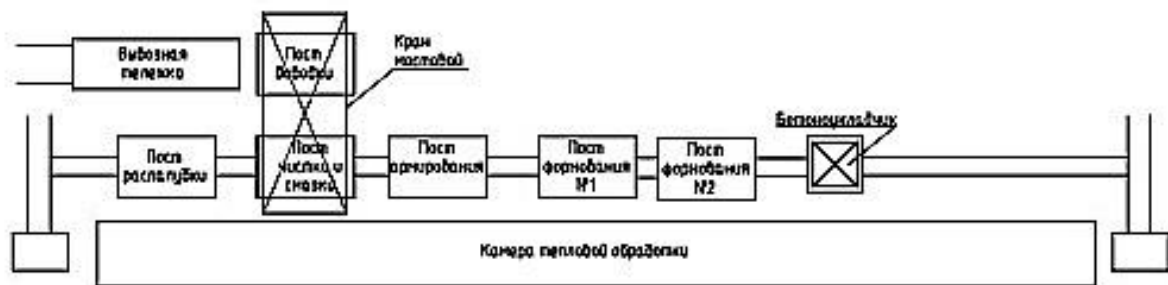 Вывозная
тележка
Пост
доводки
Кран
мостовой
Бетоноукладчик
Пост
распалубки
Пост
чистки и
смазки
Пост
армирования
Пост
формования
№1
Пост
формования
№2
Камера тепловой обработки